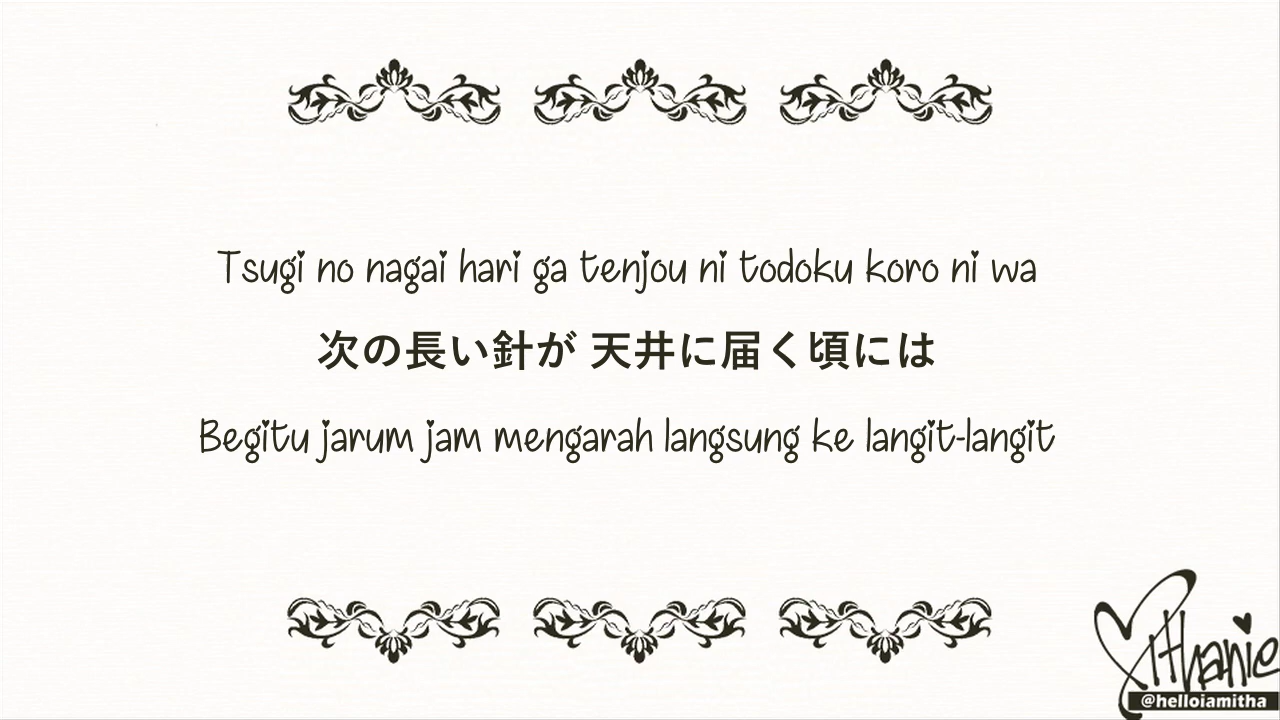 Tsugi no nagai hari ga tenjou ni todoku koro ni wa
次の長い針が 天井に届く頃には
Begitu jarum jam mengarah langsung ke langit-langit
Mithanie
@helloiamitha